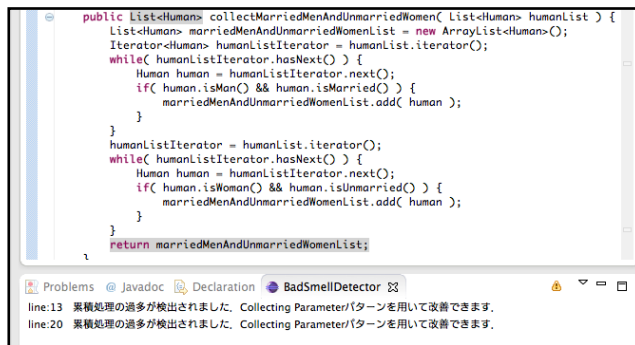 public List<Human> collectMarriedMenAndUnmarriedWomen( List<Human> humanList ) {
List<Human> marriedMenAndUnmarriedWomenList = new ArrayList<Human>();
Iterator<Human> humanListIterator = humanList.iterator();
while( humanListIterator.hasNext() ) {
Human human = humanListIterator.next();
if( human.isMan() && human.isMarried() ) {
marriedMenAndUnmarriedWomenList.add( human );
}
}
humanListIterator = humanList.iterator();
while( humanListIterator.hasNext() ) {
Human human = humanListIterator.next();
if( human.isWoman() && human.isUnmarried() ) {
marriedMenAndUnmarriedWomenList.add( human );
}
}
return marriedMenAndUnmarriedWomenList;
}
Problems @ Javadoc Declaration BadSmellDetector
line:13 累積処理の過多が検出されました．Collecting Parameterパターンを用いて改善できます．
line:20 累積処理の過多が検出されました．Collecting Parameterパターンを用いて改善できます．